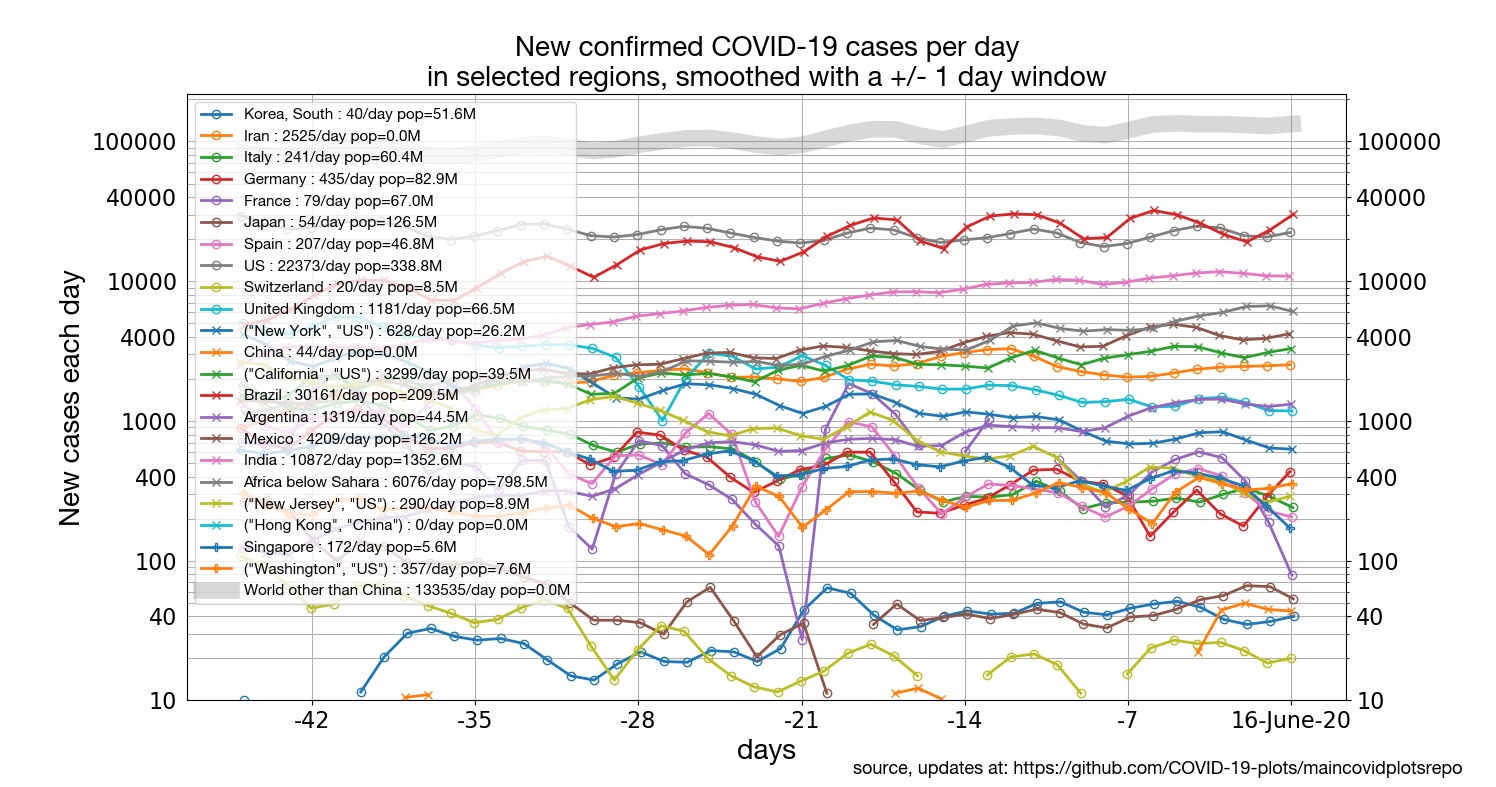 New confirmed COVID-19 cases per day
in selected regions, smoothed with a +/- 1 day window
New cases each day
100000
40000
10000
4000
1000
400
100
40
10
Korea, South : 40/day pop=51.6M
Iran : 2525/day pop=0.0M
Italy : 241/day pop=60.4M
Germany : 435/day pop=82.9M
France : 79/day pop=67.0M
Japan : 54/day pop=126.5M
Spain : 207/day pop=46.8M
US : 22373/day pop=338.8M
Switzerland : 20/day pop=8.5M
United Kingdom : 1181/day pop=66.5M
("New York", "US") : 628/day pop=26.2M
China : 44/day pop=0.0M
("California", "US") : 3299/day pop=39.5M
Brazil : 30161/day pop=209.5M
Argentina : 1319/day pop=44.5M
Mexico : 4209/day pop=126.2M
India : 10872/day pop=1352.6M
Africa below Sahara : 6076/day pop=798.5M
("New Jersey", "US") : 290/day pop=8.9M
("Hong Kong", "China") : 0/day pop=0.0M
Singapore : 172/day pop=5.6M
("Washington", "US") : 357/day pop=7.6M
World other than China : 133535/day pop=0.0M
100000
40000
10000
4000
1000
400
100
40
10
-42 -35 -28 -21 -14 -7 16-June-20
days
source, updates at: https://github.com/COVID-19-plots/maincovidplotsrepo